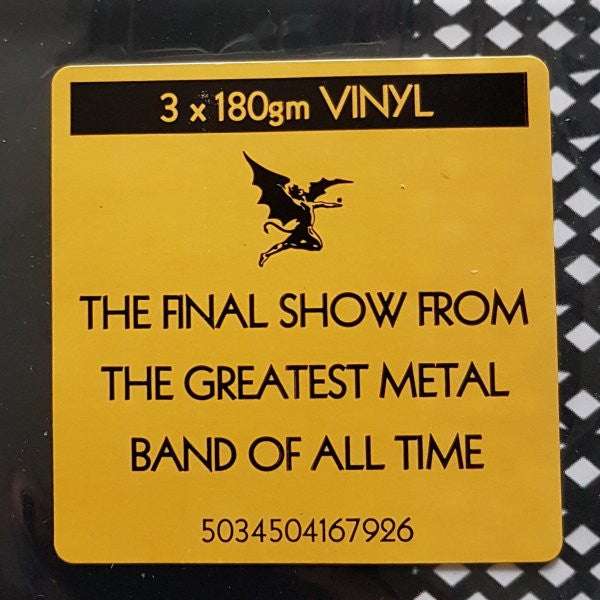 3 x 180gm VINYL
THE FINAL SHOW FROM
THE GREATEST METAL
BAND OF ALL TIME
5034504167926